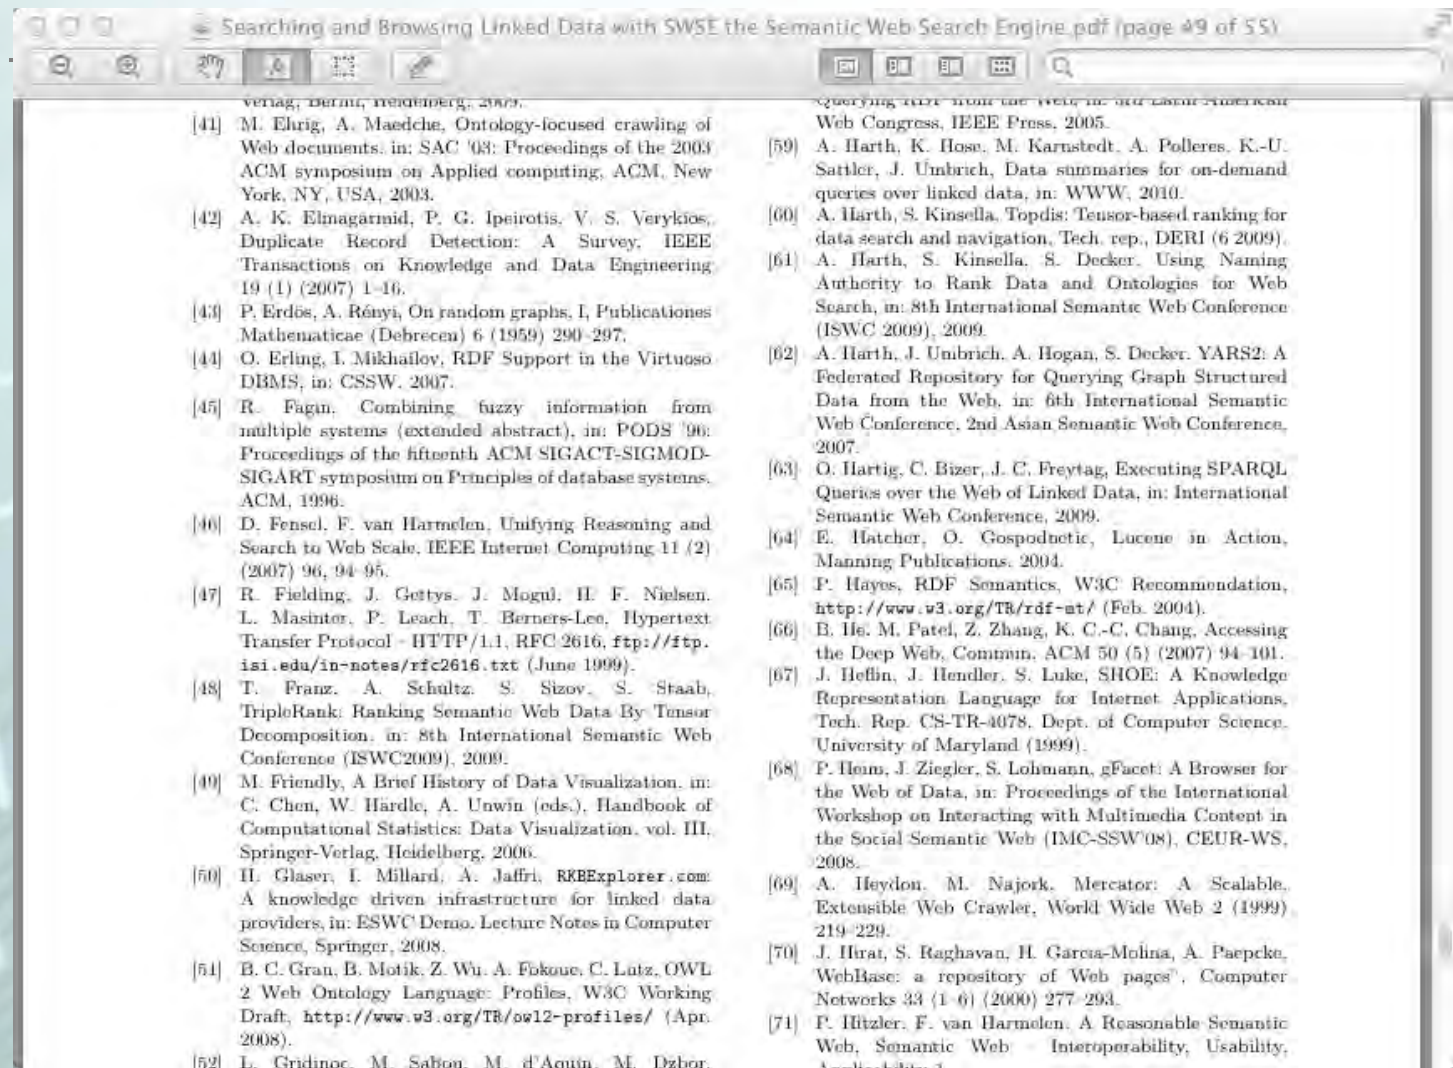 Searching and Browsing Linked Data with SWSE the Semantic Web Search Engine.pdf (page 49 of 55)
Verlag, Berlin, Heidelberg, 2009.
[41] M. Ehrig, A. Maedche, Ontology-focused crawling of
Web documents, in: SAC '03: Proceedings of the 2003
ACM symposium on Applied computing, ACM, New
York, NY, USA, 2003.
[42] A. K. Elmagarmid, P. G. Ipeirotis, V. S. Verykios,
Duplicate Record Detection: A Survey, IEEE
Transactions on Knowledge and Data Engineering
19 (1) (2007) 1–16.
[43] P. Erdös, A. Rényi, On random graphs, I, Publicationes
Mathematicae (Debrecen) 6 (1959) 290–297.
[44] O. Erling, I. Mikhailov, RDF Support in the Virtuoso
DBMS, in: CSSW, 2007.
[45] R. Fagin, Combining fuzzy information from
multiple systems (extended abstract), in: PODS '96:
Proceedings of the fifteenth ACM SIGACT-SIGMOD-
SIGART symposium on Principles of database systems,
ACM, 1996.
[46] D. Fensel, F. van Harmelen, Unifying Reasoning and
Search to Web Scale, IEEE Internet Computing 11 (2)
(2007) 96, 94–95.
[47] R. Fielding, J. Gettys, J. Mogul, H. F. Nielsen,
L. Masinter, P. Leach, T. Berners-Lee, Hypertext
Transfer Protocol – HTTP/1.1, RFC 2616, ftp://ftp.
isi.edu/in-notes/rfc2616.txt (June 1999).
[48] T. Franz, A. Schultz, S. Sizov, S. Staab,
TripleRank: Ranking Semantic Web Data By Tensor
Decomposition, in: 8th International Semantic Web
Conference (ISWC2009), 2009.
[49] M. Friendly, A Brief History of Data Visualization, in:
C. Chen, W. Härdle, A. Unwin (eds.), Handbook of
Computational Statistics: Data Visualization, vol. III,
Springer-Verlag, Heidelberg, 2006.
[50] H. Glaser, I. Millard, A. Jaffri, RKBExplorer.com:
A knowledge driven infrastructure for linked data
providers, in: ESWC Demo, Lecture Notes in Computer
Science, Springer, 2008.
[51] B. C. Grau, B. Motik, Z. Wu, A. Fokoue, C. Lutz, OWL
2 Web Ontology Language: Profiles, W3C Working
Draft, http://www.w3.org/TR/owl2-profiles/ (Apr.
2008).
[52] L. Gridinoc, M. Sabou, M. d'Aquin, M. Dzbor,
Querying RDF from the Web, in: 3rd Latin American
Web Congress, IEEE Press, 2005.
[59] A. Harth, K. Hose, M. Karnstedt, A. Polleres, K.-U.
Sattler, J. Umbrich, Data summaries for on-demand
queries over linked data, in: WWW, 2010.
[60] A. Harth, S. Kinsella, Topdis: Tensor-based ranking for
data search and navigation, Tech. rep., DERI (6 2009).
[61] A. Harth, S. Kinsella, S. Decker, Using Naming
Authority to Rank Data and Ontologies for Web
Search, in: 8th International Semantic Web Conference
(ISWC 2009), 2009.
[62] A. Harth, J. Umbrich, A. Hogan, S. Decker, YARS2: A
Federated Repository for Querying Graph Structured
Data from the Web, in: 6th International Semantic
Web Conference, 2nd Asian Semantic Web Conference,
2007.
[63] O. Hartig, C. Bizer, J. C. Freytag, Executing SPARQL
Queries over the Web of Linked Data, in: International
Semantic Web Conference, 2009.
[64] E. Hatcher, O. Gospodnetic, Lucene in Action,
Manning Publications, 2004.
[65] P. Hayes, RDF Semantics, W3C Recommendation,
http://www.w3.org/TR/rdf-mt/ (Feb. 2004).
[66] B. He, M. Patel, Z. Zhang, K. C.-C. Chang, Accessing
the Deep Web, Commun. ACM 50 (5) (2007) 94–101.
[67] J. Heflin, J. Hendler, S. Luke, SHOE: A Knowledge
Representation Language for Internet Applications,
Tech. Rep. CS-TR-4078, Dept. of Computer Science,
University of Maryland (1999).
[68] P. Heim, J. Ziegler, S. Lohmann, gFacet: A Browser for
the Web of Data, in: Proceedings of the International
Workshop on Interacting with Multimedia Content in
the Social Semantic Web (IMC-SSW'08), CEUR-WS,
2008.
[69] A. Heydon, M. Najork, Mercator: A Scalable,
Extensible Web Crawler, World Wide Web 2 (1999)
219–229.
[70] J. Hirai, S. Raghavan, H. Garcia-Molina, A. Paepcke,
WebBase: a repository of Web pages", Computer
Networks 33 (1–6) (2000) 277–293.
[71] P. Hitzler, F. van Harmelen, A Reasonable Semantic
Web, Semantic Web – Interoperability, Usability,